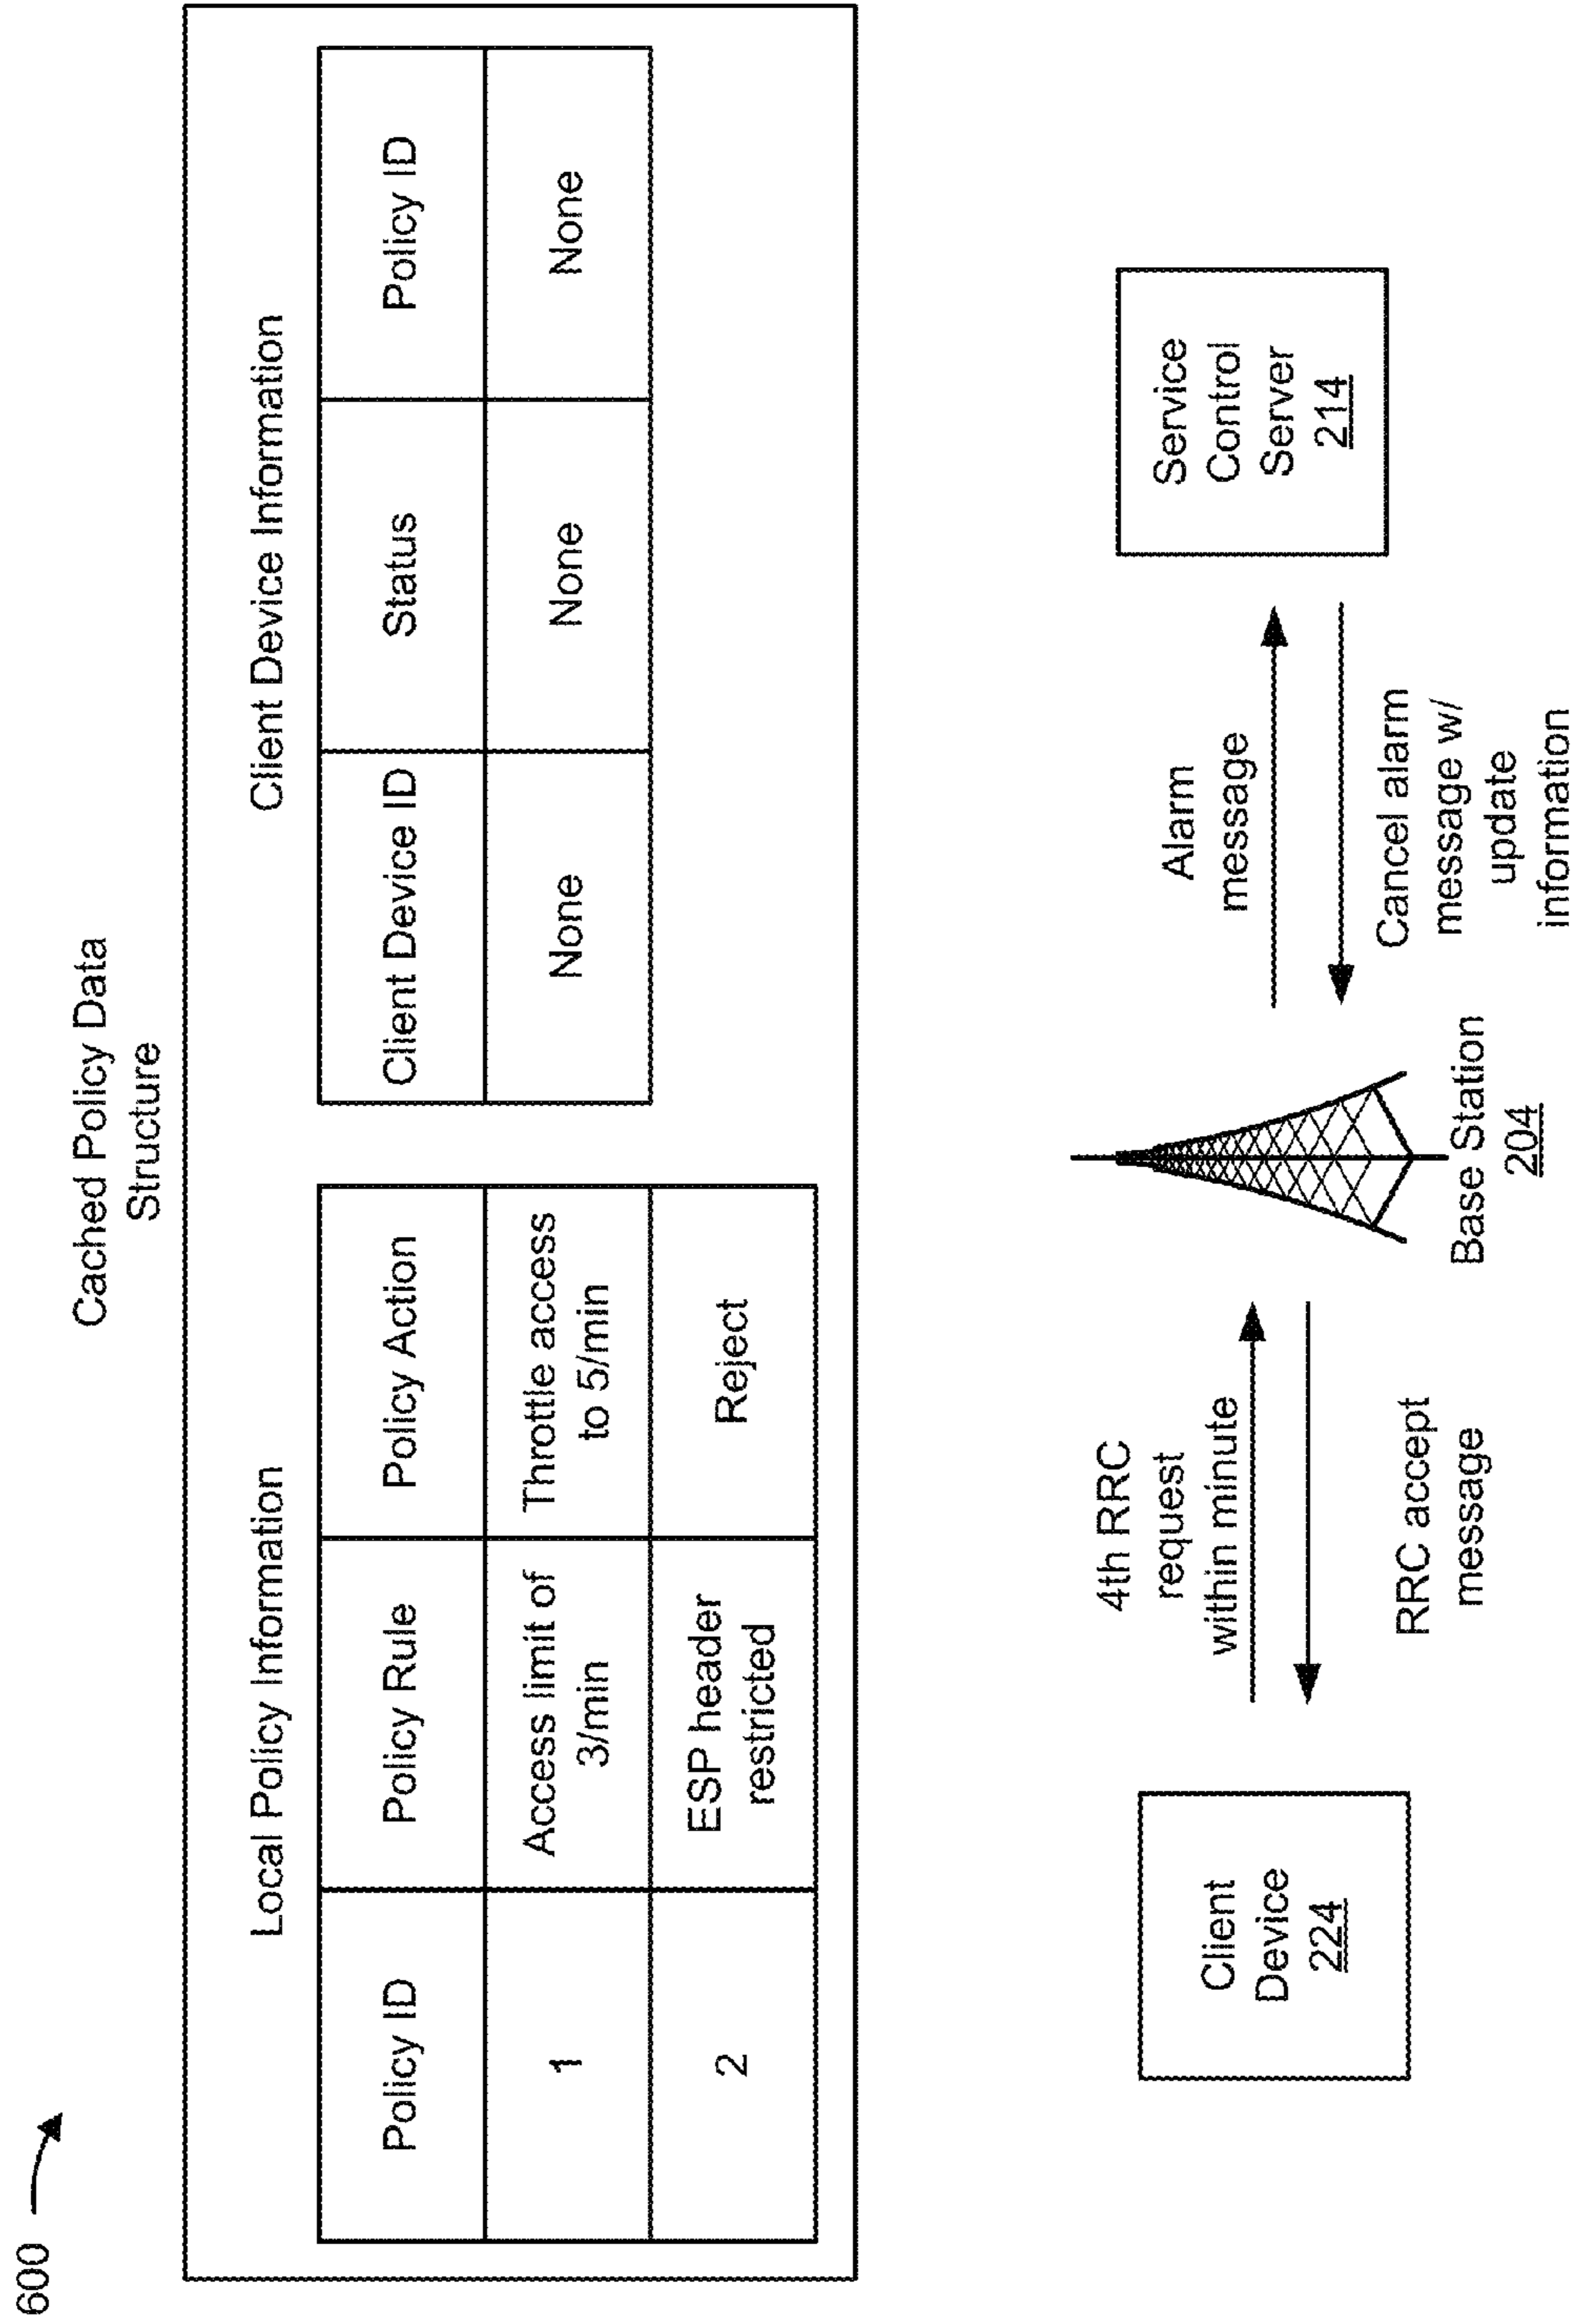 600
Cached Policy Data
Structure
Local Policy Information
Policy ID
Policy Rule
Policy Action
1
Access limit of
3/min
Throttle access
to 5/min
2
ESP header
restricted
Reject
Client Device Information
Client Device ID
Status
Policy ID
None
None
None
Client
Device
224
4th RRC
request
within minute
RRC accept
message
Base Station
204
Alarm
message
Cancel alarm
message w/
update
information
Service
Control
Server
214